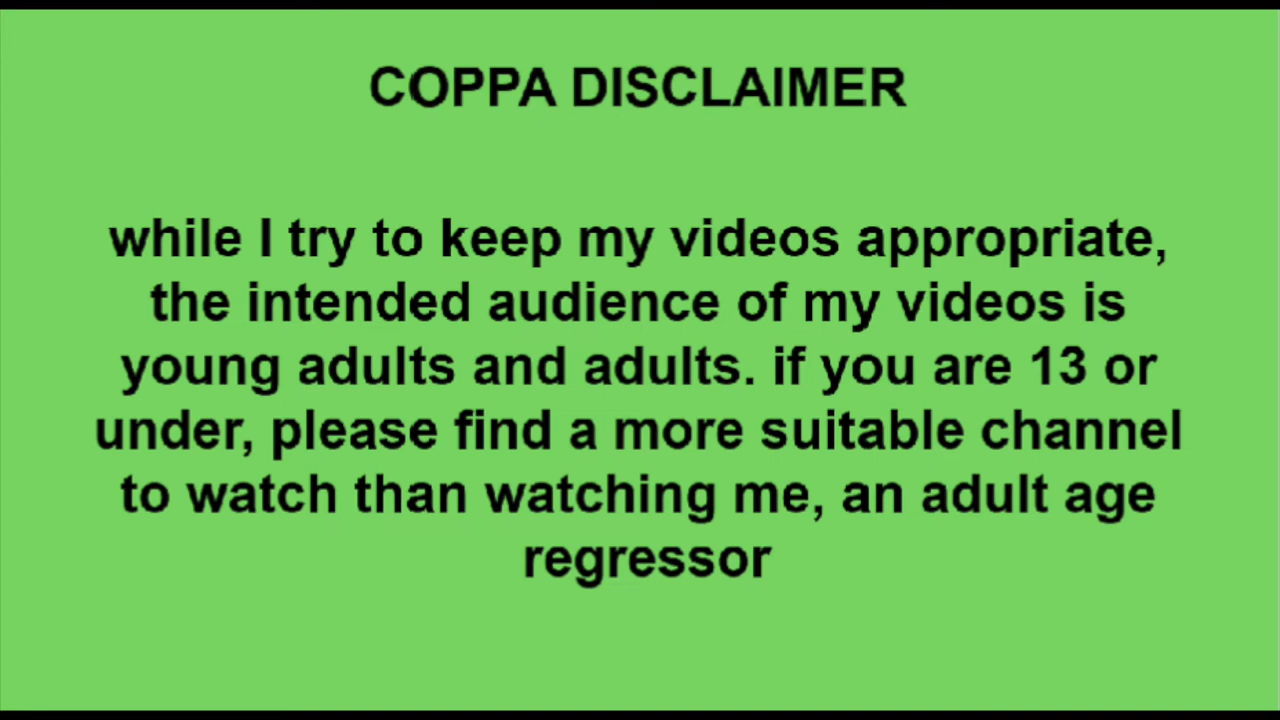 COPPA DISCLAIMER
while I try to keep my videos appropriate,
the intended audience of my videos is
young adults and adults. if you are 13 or
under, please find a more suitable channel
to watch than watching me, an adult age
regressor